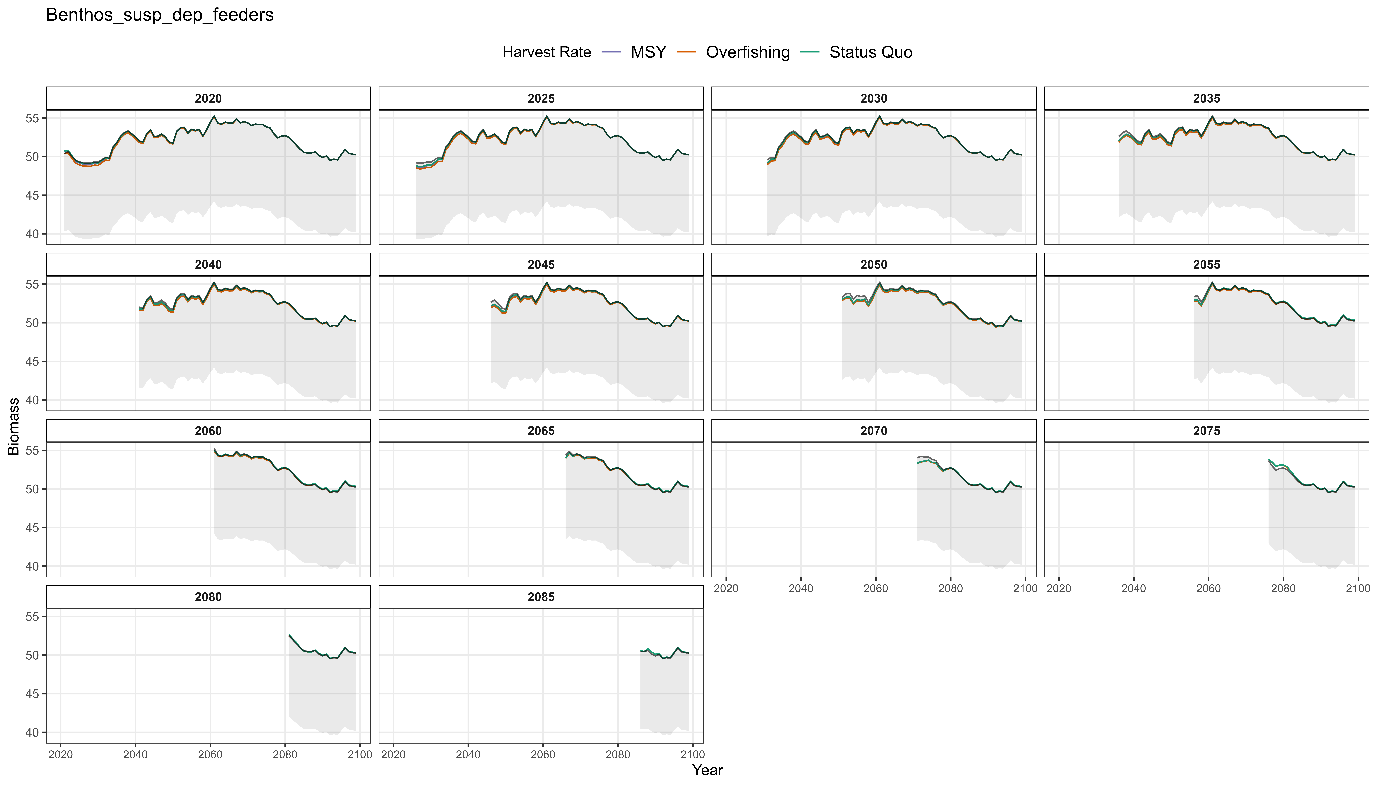 Benthos_susp_dep_feeders
Harvest Rate MSY Overfishing Status Quo
2020 2025 2030 2035
55
50
45
40
2040 2045 2050 2055
55
50
45
40
Biomass
2060 2065 2070 2075
55
50
45
40
2020 2040 2060 2080 2100 2020 2040 2060 2080 2100
2080 2085
55
50
45
40
2020 2040 2060 2080 2100 2020 2040 2060 2080 2100
Year